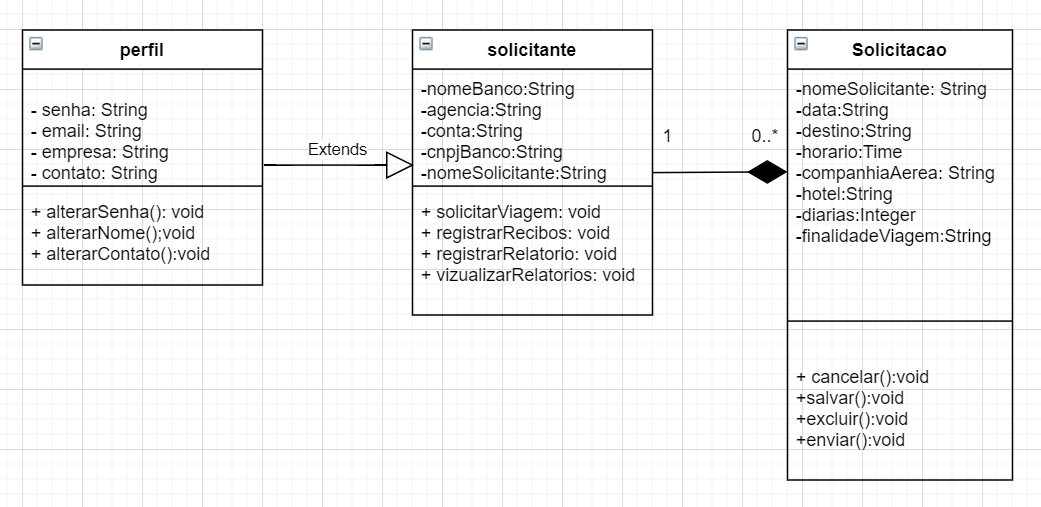 perfil
- senha: String
- email: String
- empresa: String
- contato: String
+ alterarSenha(): void
+ alterarNome();void
+ alterarContato():void
Extends
solicitante
-nomeBanco:String
-agencia:String
-conta:String
-cnpjBanco:String
-nomeSolicitante:String
+ solicitarViagem: void
+ registrarRecibos: void
+ registrarRelatorio: void
+ vizualizarRelatorios: void
1
0..*
Solicitacao
-nomeSolicitante: String
-data:String
-destino:String
-horario:Time
-companhiaAerea: String
-hotel:String
-diarias:Integer
-finalidadeViagem:String
+ cancelar():void
+salvar():void
+excluir():void
+enviar():void